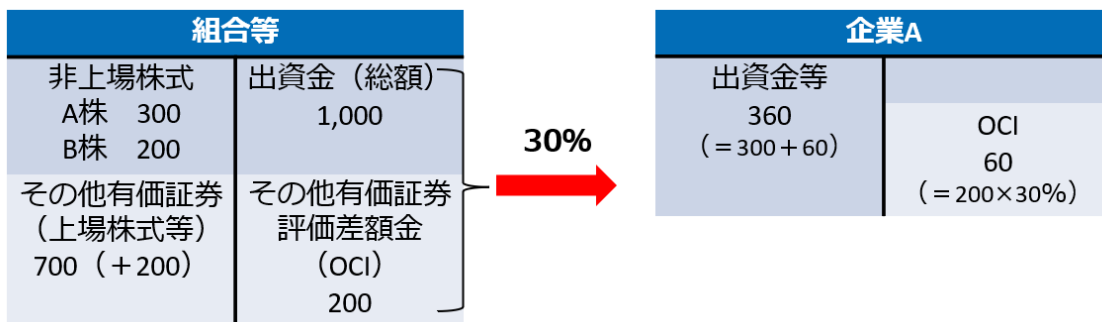 組合等
非上場株式
A株 300
B株 200
出資金（総額）
1,000
その他有価証券
（上場株式等）
700（＋200）
その他有価証券
評価差額金
（OCI）
200
30%
企業A
出資金等
360
（＝300＋60）
OCI
60
（＝200×30%）